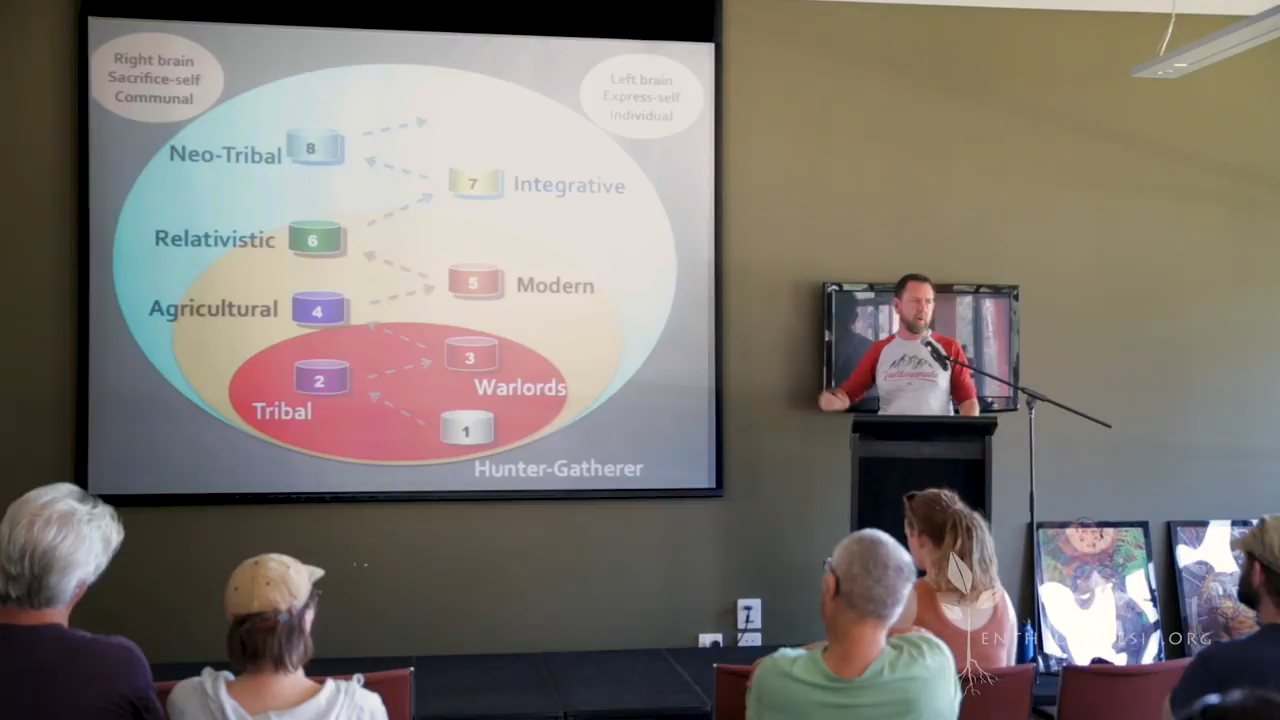 Right brain
Sacrifice-self
Communal
Left brain
Express-self
Individual
Neo-Tribal
8
7
Integrative
Relativistic
6
5
Modern
Agricultural
4
3
Warlords
2
Tribal
1
Hunter-Gatherer